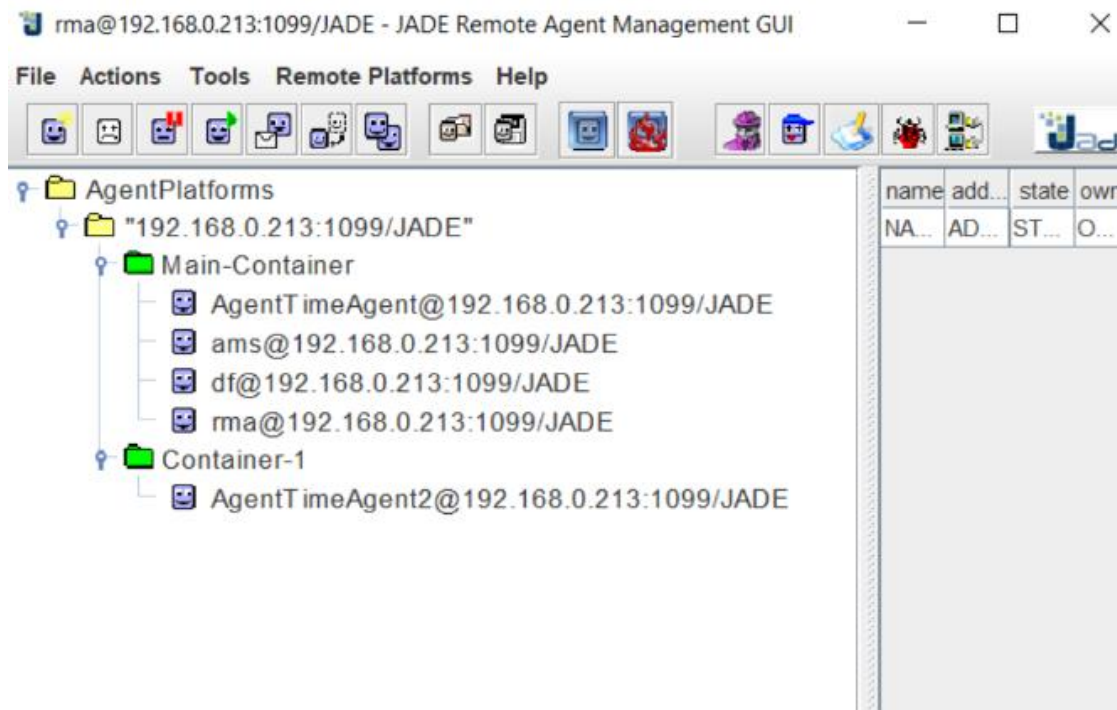 rma@192.168.0.213:1099/JADE - JADE Remote Agent Management GUI
File Actions Tools Remote Platforms Help
Jad
AgentPlatforms
"192.168.0.213:1099/JADE"
Main-Container
AgentTimeAgent@192.168.0.213:1099/JADE
ams@192.168.0.213:1099/JADE
df@192.168.0.213:1099/JADE
rma@192.168.0.213:1099/JADE
Container-1
AgentTimeAgent2@192.168.0.213:1099/JADE
name add... state own
NA... AD... ST... O...